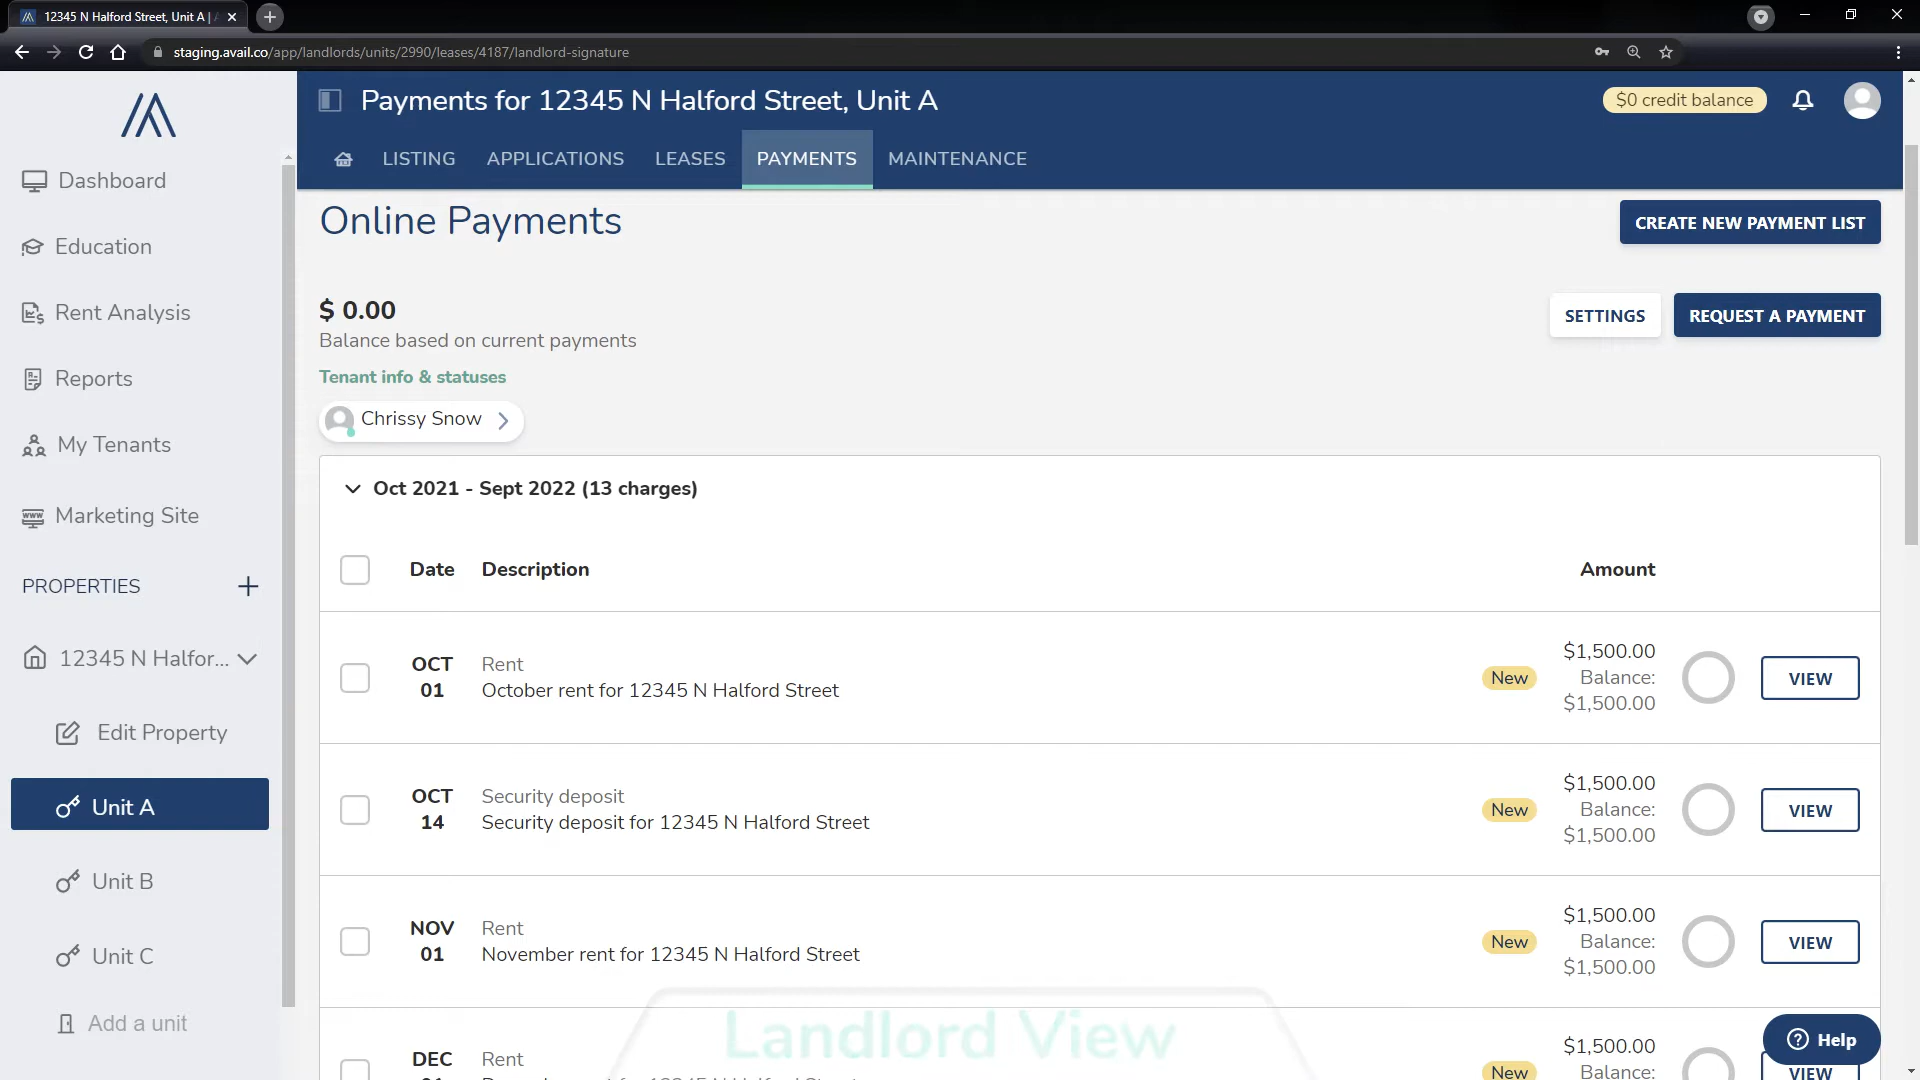 12345 N Halford Street, Unit A |
staging.avail.co/app/landlords/units/2990/leases/4187/landlord-signature
Payments for 12345 N Halford Street, Unit A
$0 credit balance
LISTING
APPLICATIONS
LEASES
PAYMENTS
MAINTENANCE
Dashboard
Education
Rent Analysis
Reports
My Tenants
Marketing Site
PROPERTIES
12345 N Halfor...
Edit Property
Unit A
Unit B
Unit C
Add a unit
Online Payments
CREATE NEW PAYMENT LIST
$ 0.00
Balance based on current payments
SETTINGS
REQUEST A PAYMENT
Tenant info & statuses
Chrissy Snow
Oct 2021 - Sept 2022 (13 charges)
Date Description Amount
OCT 01
Rent
October rent for 12345 N Halford Street
New
$1,500.00
Balance:
$1,500.00
VIEW
OCT 14
Security deposit
Security deposit for 12345 N Halford Street
New
$1,500.00
Balance:
$1,500.00
VIEW
NOV 01
Rent
November rent for 12345 N Halford Street
New
$1,500.00
Balance:
$1,500.00
VIEW
DEC
Rent
New
$1,500.00
Balance:
VIEW
Landlord View
Help